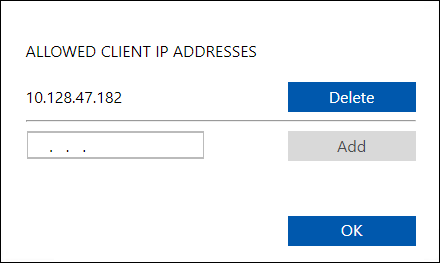 ALLOWED CLIENT IP ADDRESSES
10.128.47.182 Delete
. . . Add
OK